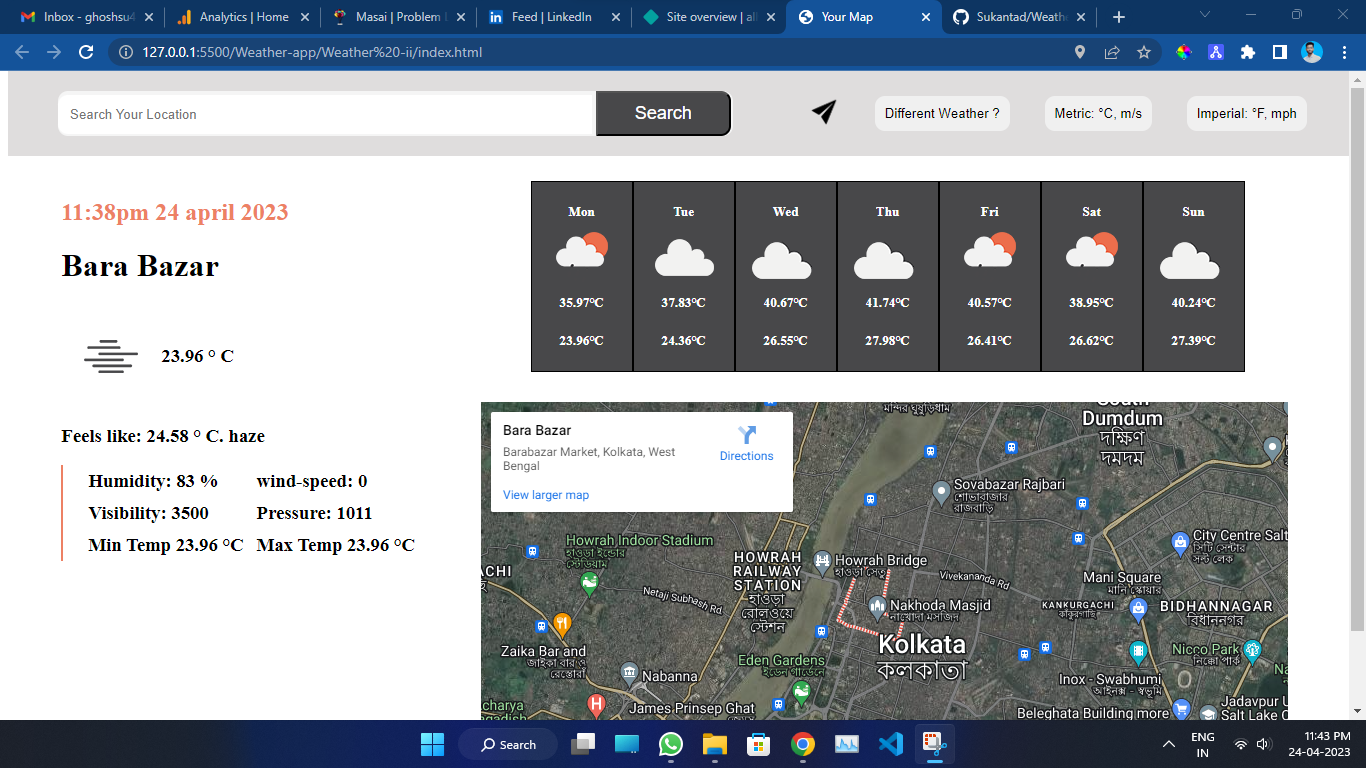 Inbox - ghoshsu4
Analytics | Home
Masai | Problem
Feed | LinkedIn
Site overview | all
Your Map
Sukantad/Weathe
127.0.0.1:5500/Weather-app/Weather%20-ii/index.html
Search Your Location
Search
Different Weather ?
Metric: °C, m/s
Imperial: °F, mph
11:38pm 24 april 2023
Bara Bazar
23.96 ° C
Feels like: 24.58 ° C. haze
Humidity: 83 % wind-speed: 0
Visibility: 3500 Pressure: 1011
Min Temp 23.96 °C Max Temp 23.96 °C
Mon Tue Wed Thu Fri Sat Sun
35.97°C 37.83°C 40.67°C 41.74°C 40.57°C 38.95°C 40.24°C
23.96°C 24.36°C 26.55°C 27.98°C 26.41°C 26.62°C 27.39°C
Bara Bazar
Barabazar Market, Kolkata, West
Bengal
Directions
View larger map
South
Dumdum
দক্ষিণ
দমদম
Sovabazar Rajbari
শোভাবাজার
রাজবাড়ি
City Centre Salt
সিটি সেন্টার
সল্ট লেক
Howrah Indoor Stadium
হাওড়া ইন্ডোর
স্টেডিয়াম
HOWRAH
RAILWAY
STATION
হাওড়া
রেলওয়ে
স্টেশন
Howrah Bridge
হাওড়া সেতু
Vivekananda Rd
Mani Square
মানি স্কোয়ার
KANKURGACHI
কাঁকুরগাছি
BIDHANNAGAR
বিধাননগর
Netaji Subhash Rd
Nakhoda Masjid
নাখোদা মসজিদ
Kolkata
কলকাতা
Zaika Bar and
জাইকা বার ও
রেস্তোরাঁ
Eden Gardens
ইডেন গার্ডেনে
Nicco Park
নিক্কো পার্ক
Nabanna
Inox - Swabhumi
আইনক্স - স্বভূমি
James Prinsep Ghat
Beleghata Building more
Jadavpur U
Salt Lake C
Search
ENG
IN
11:43 PM
24-04-2023